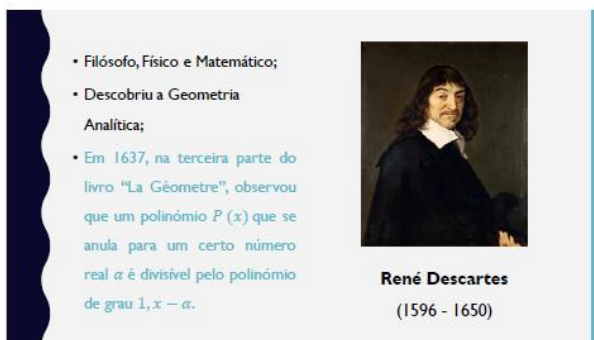 • Filósofo, Físico e Matemático;
• Descobriu a Geometria
Analítica;
• Em 1637, na terceira parte do
livro "La Géometre", observou
que um polinómio P (x) que se
anula para um certo número
real α é divisível pelo polinómio
de grau 1, x − α.
René Descartes
(1596 - 1650)